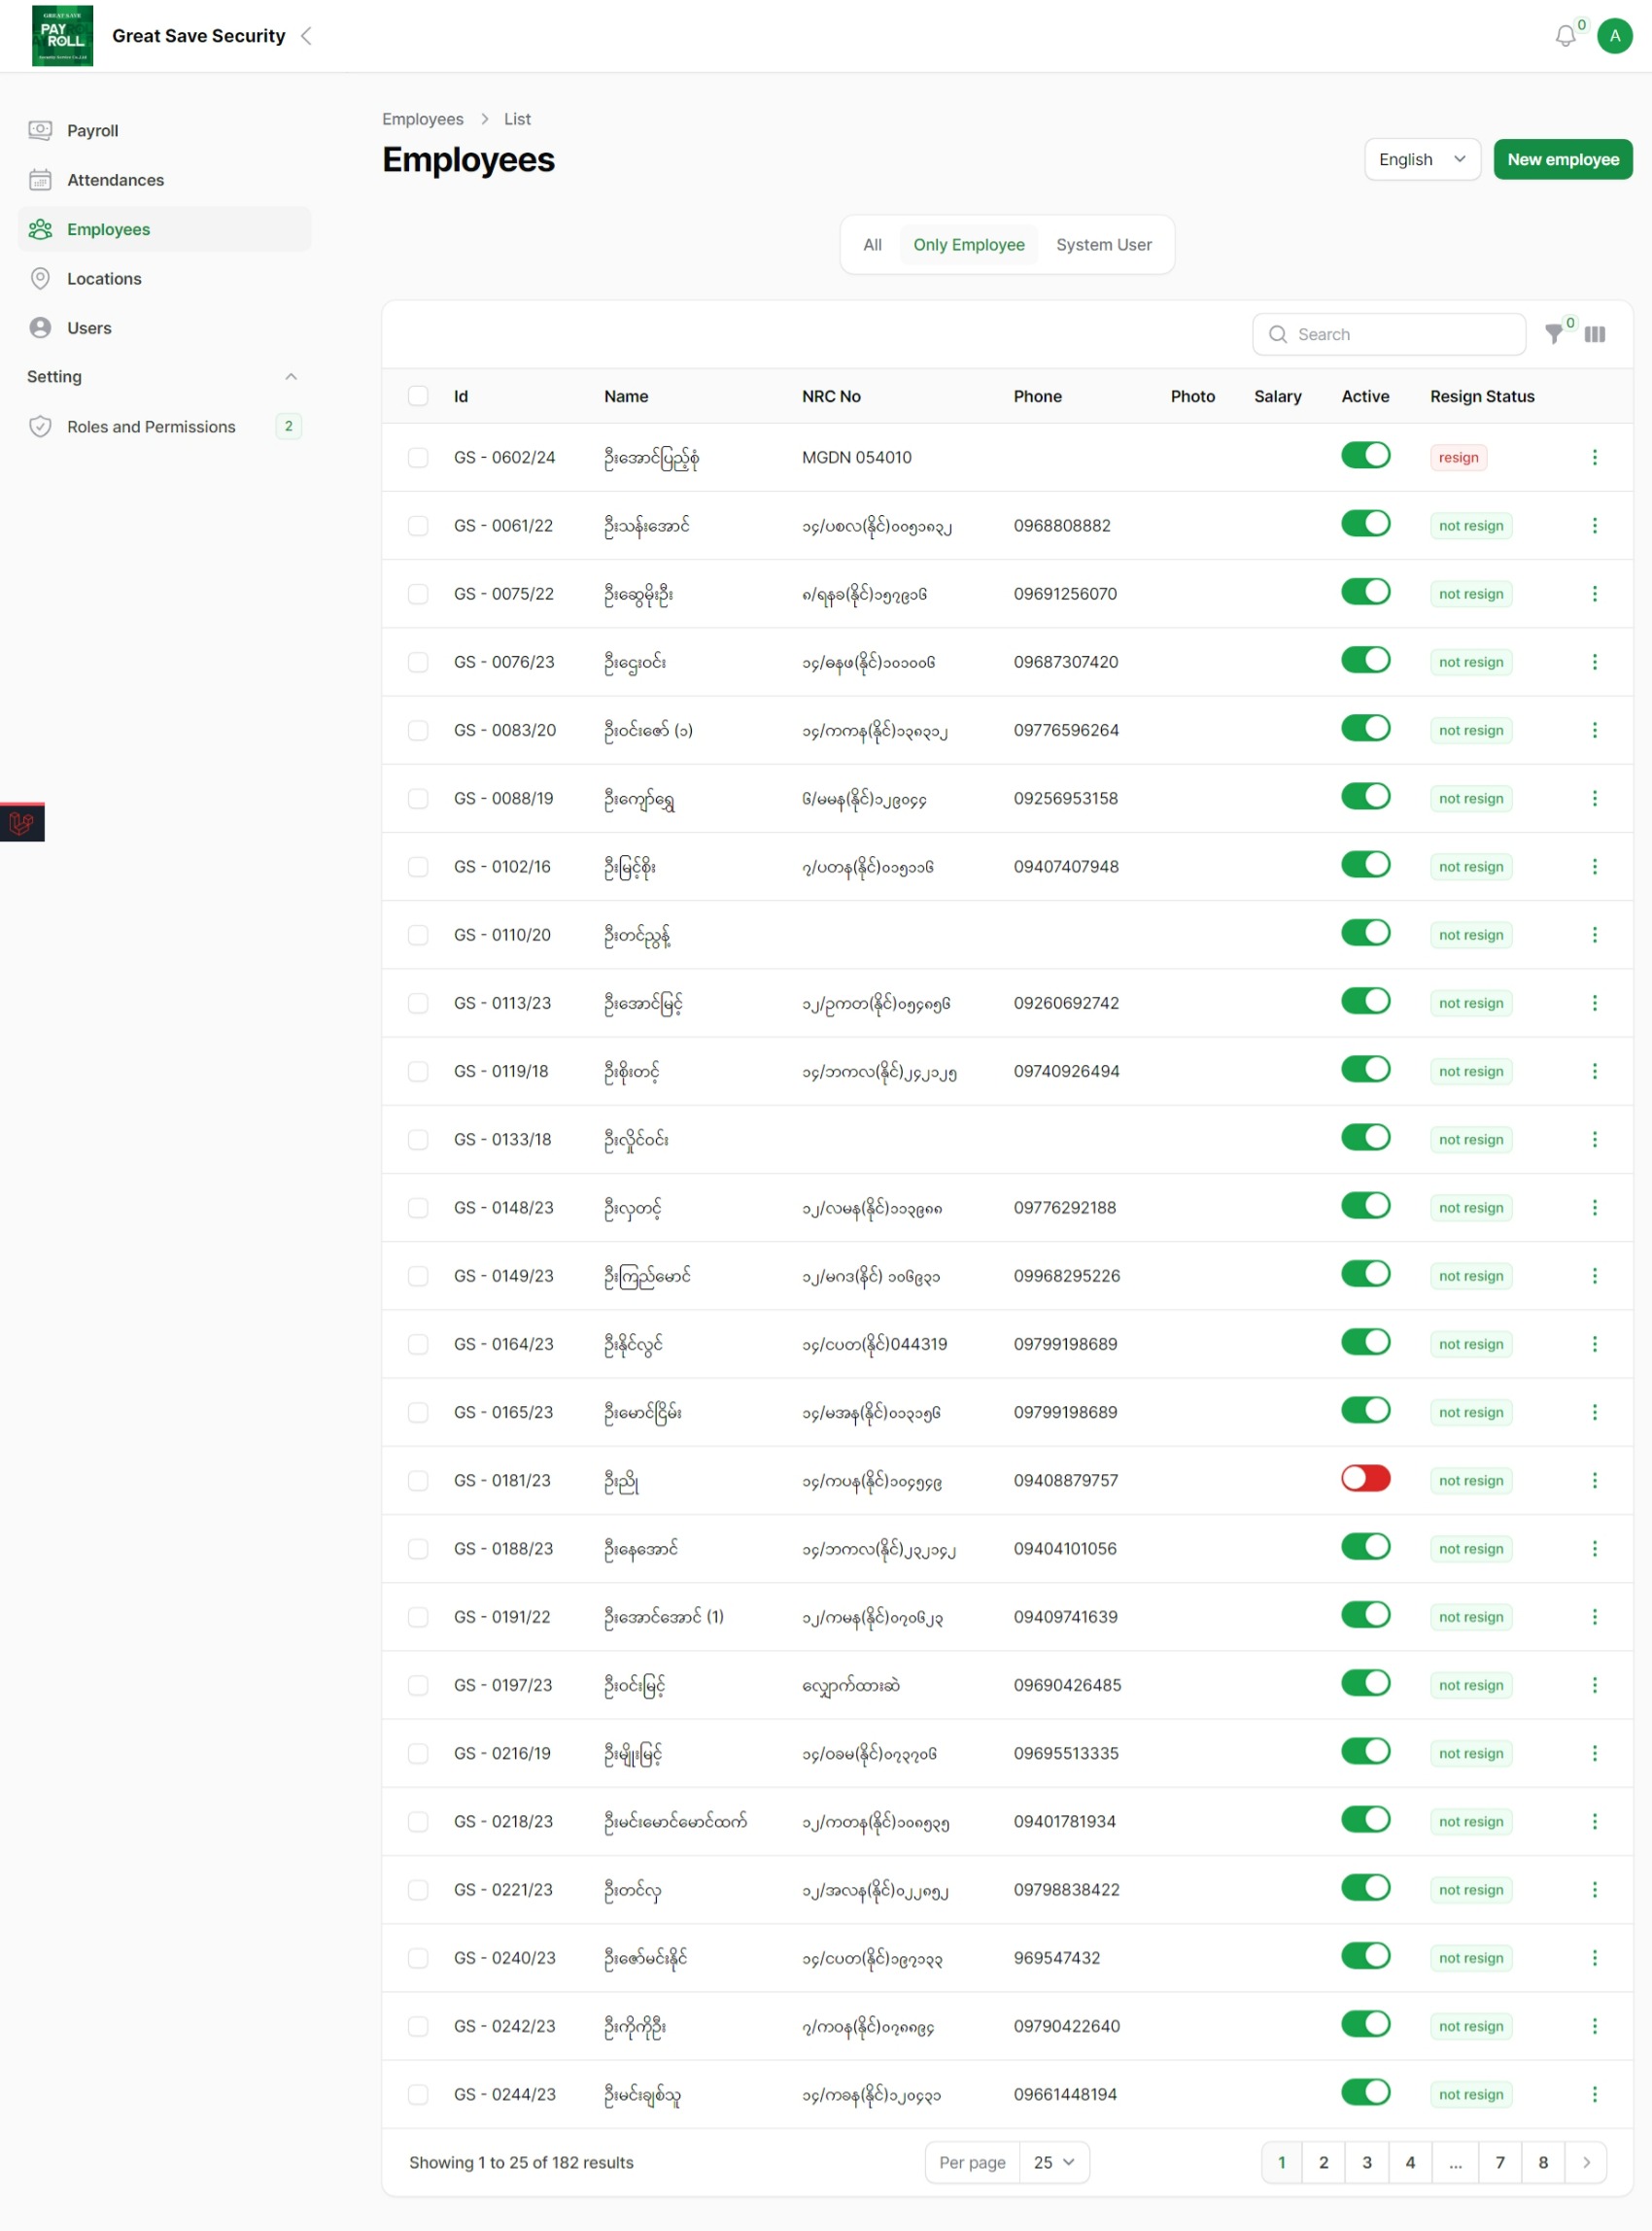 GREAT SAVE
PAY
ROLL
Great Save Security
0
A
Payroll
Attendances
Employees
Locations
Users
Setting
Roles and Permissions 2
Employees > List
Employees
English
New employee
All Only Employee System User
Search
0
Id Name NRC No Phone Photo Salary Active Resign Status
GS - 0602/24 ဦးအောင်ပြည့်စုံ MGDN 054010 resign
GS - 0061/22 ဦးသန်းအောင် ၁၄/ပစလ(နိုင်)၀၀၅၁၈၃၂ 0968808882 not resign
GS - 0075/22 ဦးဆွေမိုးဦး ၈/ရနခ(နိုင်)၁၅၇၉၁၆ 09691256070 not resign
GS - 0076/23 ဦးဌေးဝင်း ၁၄/ဓနဖ(နိုင်)၁၀၁၀၀၆ 09687307420 not resign
GS - 0083/20 ဦးဝင်းဇော် (၁) ၁၄/ကကန(နိုင်)၁၃၈၃၁၂ 09776596264 not resign
GS - 0088/19 ဦးကျော်ရွှေ ၆/မမန(နိုင်)၁၂၉၀၄၄ 09256953158 not resign
GS - 0102/16 ဦးမြင့်စိုး ၇/ပတန(နိုင်)၀၁၅၁၁၆ 09407407948 not resign
GS - 0110/20 ဦးတင်ညွန့် not resign
GS - 0113/23 ဦးအောင်မြင့် ၁၂/ဥကတ(နိုင်)၀၅၄၈၅၆ 09260692742 not resign
GS - 0119/18 ဦးစိုးတင့် ၁၄/ဘကလ(နိုင်)၂၄၂၁၂၅ 09740926494 not resign
GS - 0133/18 ဦးလှိုင်ဝင်း not resign
GS - 0148/23 ဦးလှတင့် ၁၂/လမန(နိုင်)၁၁၃၉၈၈ 09776292188 not resign
GS - 0149/23 ဦးကြည်မောင် ၁၂/မဂဒ(နိင်) ၁၀၆၉၃၁ 09968295226 not resign
GS - 0164/23 ဦးနိုင်လွင် ၁၄/ငပတ(နိုင်)044319 09799198689 not resign
GS - 0165/23 ဦးမောင်ငြိမ်း ၁၄/မအန(နိုင်)၀၁၃၁၅၆ 09799198689 not resign
GS - 0181/23 ဦးညို ၁၄/ကပန(နိုင်)၁၀၄၅၄၉ 09408879757 not resign
GS - 0188/23 ဦးနေအောင် ၁၄/ဘကလ(နိုင်)၂၃၂၁၄၂ 09404101056 not resign
GS - 0191/22 ဦးအောင်အောင် (1) ၁၂/ကမန(နိုင်)၀၇၀၆၂၃ 09409741639 not resign
GS - 0197/23 ဦးဝင်းမြင့် လျှောက်ထားဆဲ 09690426485 not resign
GS - 0216/19 ဦးမျိုးမြင့် ၁၄/ဝခမ(နိုင်)၀၇၃၇၀၆ 09695513335 not resign
GS - 0218/23 ဦးမင်းမောင်မောင်ထက် ၁၂/ကတန(နိုင်)၁၀၈၅၃၅ 09401781934 not resign
GS - 0221/23 ဦးတင်လှ ၁၂/အလန(နိုင်)၀၂၂၈၅၂ 09798838422 not resign
GS - 0240/23 ဦးဇော်မင်းနိုင် ၁၄/ငပတ(နိုင်)၁၉၇၁၃၃ 969547432 not resign
GS - 0242/23 ဦးကိုကိုဦး ၇/ကဝန(နိုင်)၀၇၈၈၉၄ 09790422640 not resign
GS - 0244/23 ဦးမင်းချစ်သူ ၁၄/ကခန(နိုင်)၁၂၀၄၃၁ 09661448194 not resign
Showing 1 to 25 of 182 results Per page 25 1 2 3 4 ... 7 8 >